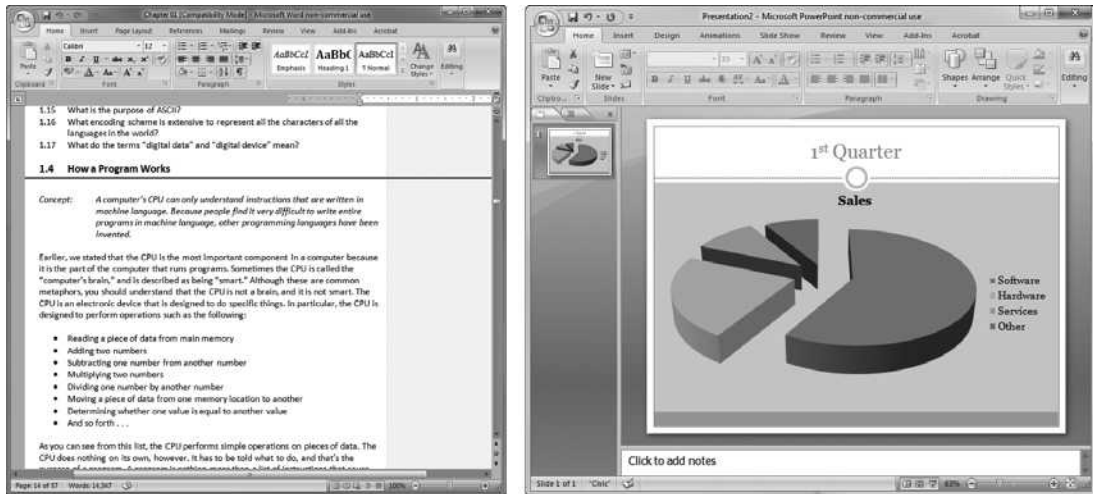 Chapter 01 [Compatibility Mode] - Microsoft Word non-commercial use
Home Insert Page Layout References Mailings Review View Add-Ins Acrobat
Calibri 12
Paste
AaBbCcI AaBbC AaBbCcI
Emphasis Heading 1 ¶ Normal
Change Styles Editing
Clipboard Font Paragraph Styles
1.15 What is the purpose of ASCII?
1.16 What encoding scheme is extensive to represent all the characters of all the
languages in the world?
1.17 What do the terms "digital data" and "digital device" mean?
1.4 How a Program Works
Concept: A computer's CPU can only understand instructions that are written in
machine language. Because people find it very difficult to write entire
programs in machine language, other programming languages have been
invented.
Earlier, we stated that the CPU is the most important component in a computer because
it is the part of the computer that runs programs. Sometimes the CPU is called the
"computer's brain," and is described as being "smart." Although these are common
metaphors, you should understand that the CPU is not a brain, and it is not smart. The
CPU is an electronic device that is designed to do specific things. In particular, the CPU is
designed to perform operations such as the following:
• Reading a piece of data from main memory
• Adding two numbers
• Subtracting one number from another number
• Multiplying two numbers
• Dividing one number by another number
• Moving a piece of data from one memory location to another
• Determining whether one value is equal to another value
• And so forth . . .
As you can see from this list, the CPU performs simple operations on pieces of data. The
CPU does nothing on its own, however. It has to be told what to do, and that's the
purpose of a program. A program is nothing more than a list of instructions that cause
Page: 14 of 57 Words: 14,347 100%
Presentation2 - Microsoft PowerPoint non-commercial use
Home Insert Design Animations Slide Show Review View Add-Ins Acrobat
Paste New Slide Shapes Arrange Quick Styles Editing
Slides Font Paragraph Drawing
1st Quarter
Sales
Software
Hardware
Services
Other
Click to add notes
Slide 1 of 1 "Civic" 63%